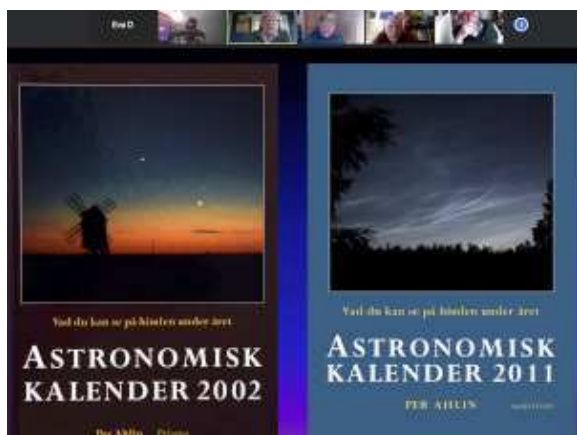 Eva D
Vad du kan se på himlen under året
ASTRONOMISK
KALENDER 2002
Per Ahlin Prisma
Vad du kan se på himlen under året
ASTRONOMISK
KALENDER 2011
PER AHLIN